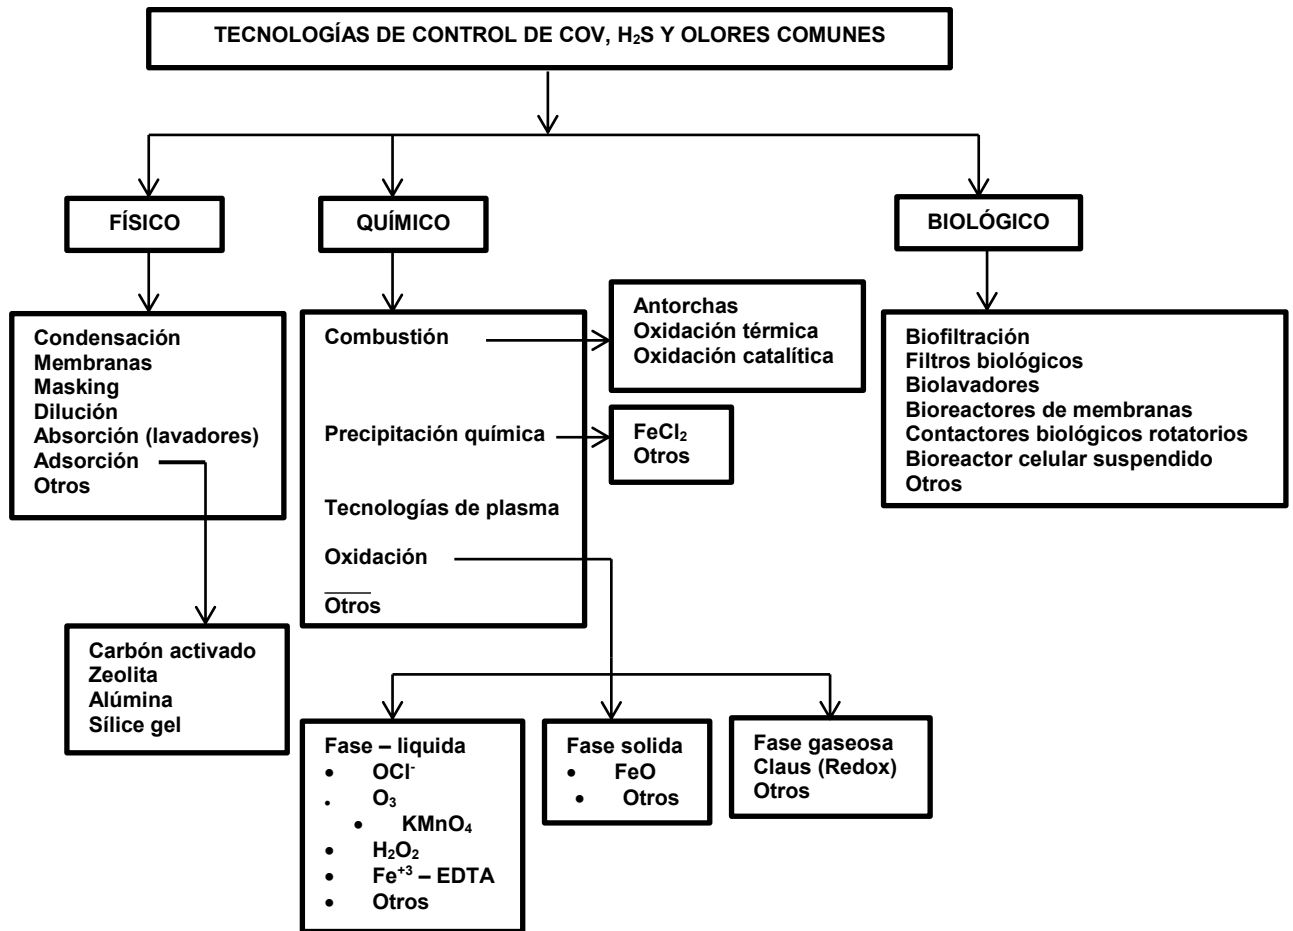 TECNOLOGÍAS DE CONTROL DE COV, H₂S Y OLORES COMUNES
FÍSICO
QUÍMICO
BIOLÓGICO
Condensación
Membranas
Masking
Dilución
Absorción (lavadores)
Adsorción
Otros
Combustión
Precipitación química
Tecnologías de plasma
Oxidación
Otros
Antorchas
Oxidación térmica
Oxidación catalítica
FeCl₂
Otros
Biofiltración
Filtros biológicos
Biolavadores
Bioreactores de membranas
Contactores biológicos rotatorios
Bioreactor celular suspendido
Otros
Carbón activado
Zeolita
Alúmina
Sílice gel
Fase – liquida
• OCl⁻
• O₃
• KMnO₄
• H₂O₂
• Fe⁺³ – EDTA
• Otros
Fase solida
• FeO
• Otros
Fase gaseosa
Claus (Redox)
Otros